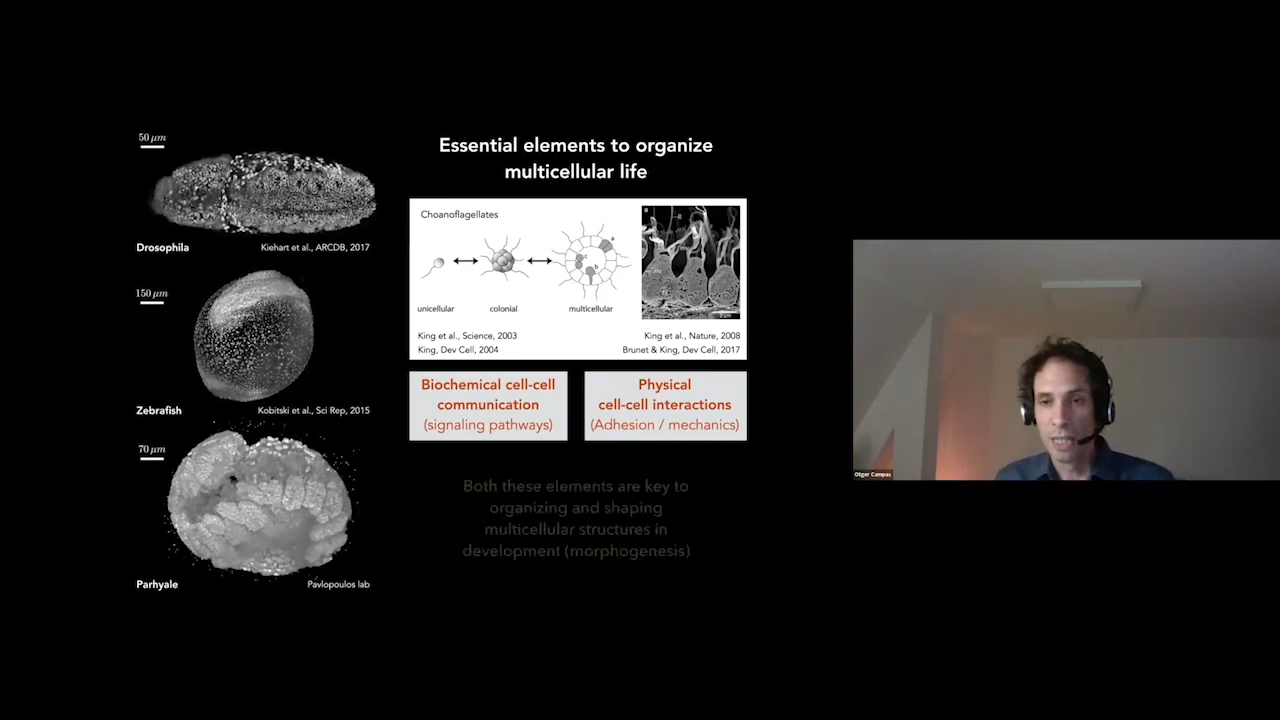 50 μm
Drosophila
Kiehart et al., ARCDB, 2017
150 μm
Zebrafish
Kobitski et al., Sci Rep, 2015
70 μm
Parhyale
Pavlopoulos lab
Essential elements to organize
multicellular life
Choanoflagellates
a
c
b
unicellular
colonial
multicellular
King et al., Science, 2003
King, Dev Cell, 2004
King et al., Nature, 2008
Brunet & King, Dev Cell, 2017
Biochemical cell-cell
communication
(signaling pathways)
Physical
cell-cell interactions
(Adhesion / mechanics)
Both these elements are key to
organizing and shaping
multicellular structures in
development (morphogenesis)
Otger Campas